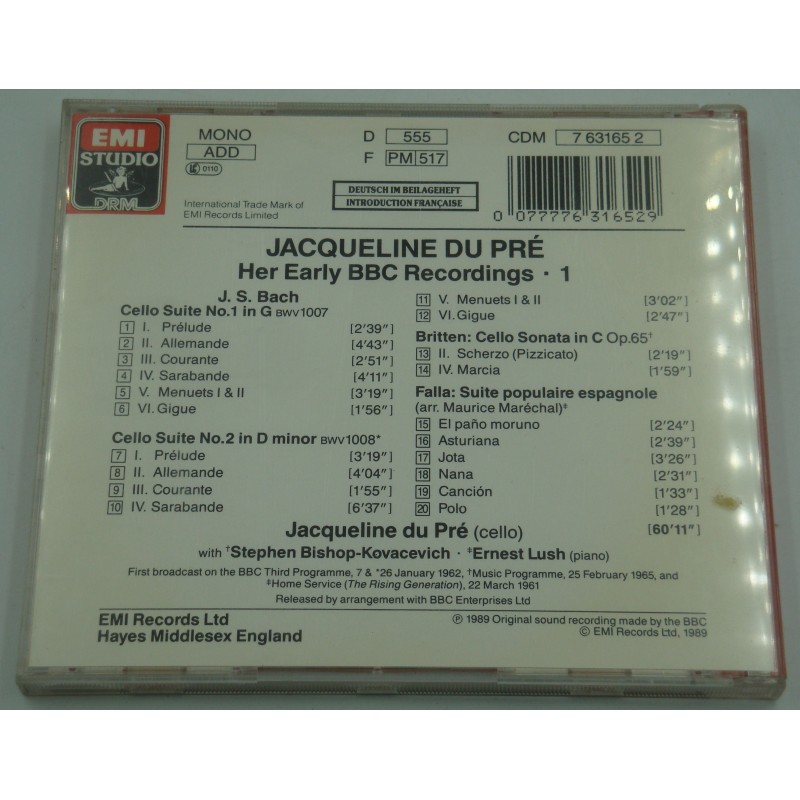 EMI
STUDIO
DRM
MONO
ADD
0110
International Trade Mark of
EMI Records Limited
D 555
F PM 517
DEUTSCH IM BEILAGEHEFT
INTRODUCTION FRANÇAISE
CDM 7 63165 2
0 077776 316529
JACQUELINE DU PRÉ
Her Early BBC Recordings · 1
J. S. Bach
Cello Suite No.1 in G BWV1007
1 I. Prélude [2'39"]
2 II. Allemande [4'43"]
3 III. Courante [2'51"]
4 IV. Sarabande [4'11"]
5 V. Menuets I & II [3'19"]
6 VI. Gigue [1'56"]
Cello Suite No.2 in D minor BWV1008*
7 I. Prélude [3'19"]
8 II. Allemande [4'04"]
9 III. Courante [1'55"]
10 IV. Sarabande [6'37"]
11 V. Menuets I & II [3'02"]
12 VI. Gigue [2'47"]
Britten: Cello Sonata in C Op.65†
13 II. Scherzo (Pizzicato) [2'19"]
14 IV. Marcia [1'59"]
Falla: Suite populaire espagnole
(arr. Maurice Maréchal)‡
15 El paño moruno [2'24"]
16 Asturiana [2'39"]
17 Jota [3'26"]
18 Nana [2'31"]
19 Canción [1'33"]
20 Polo [1'28"]
[60'11"]
Jacqueline du Pré (cello)
with †Stephen Bishop-Kovacevich · ‡Ernest Lush (piano)
First broadcast on the BBC Third Programme, 7 & *26 January 1962, †Music Programme, 25 February 1965, and
‡Home Service (The Rising Generation), 22 March 1961
Released by arrangement with BBC Enterprises Ltd
EMI Records Ltd
Hayes Middlesex England
℗ 1989 Original sound recording made by the BBC
© EMI Records Ltd, 1989